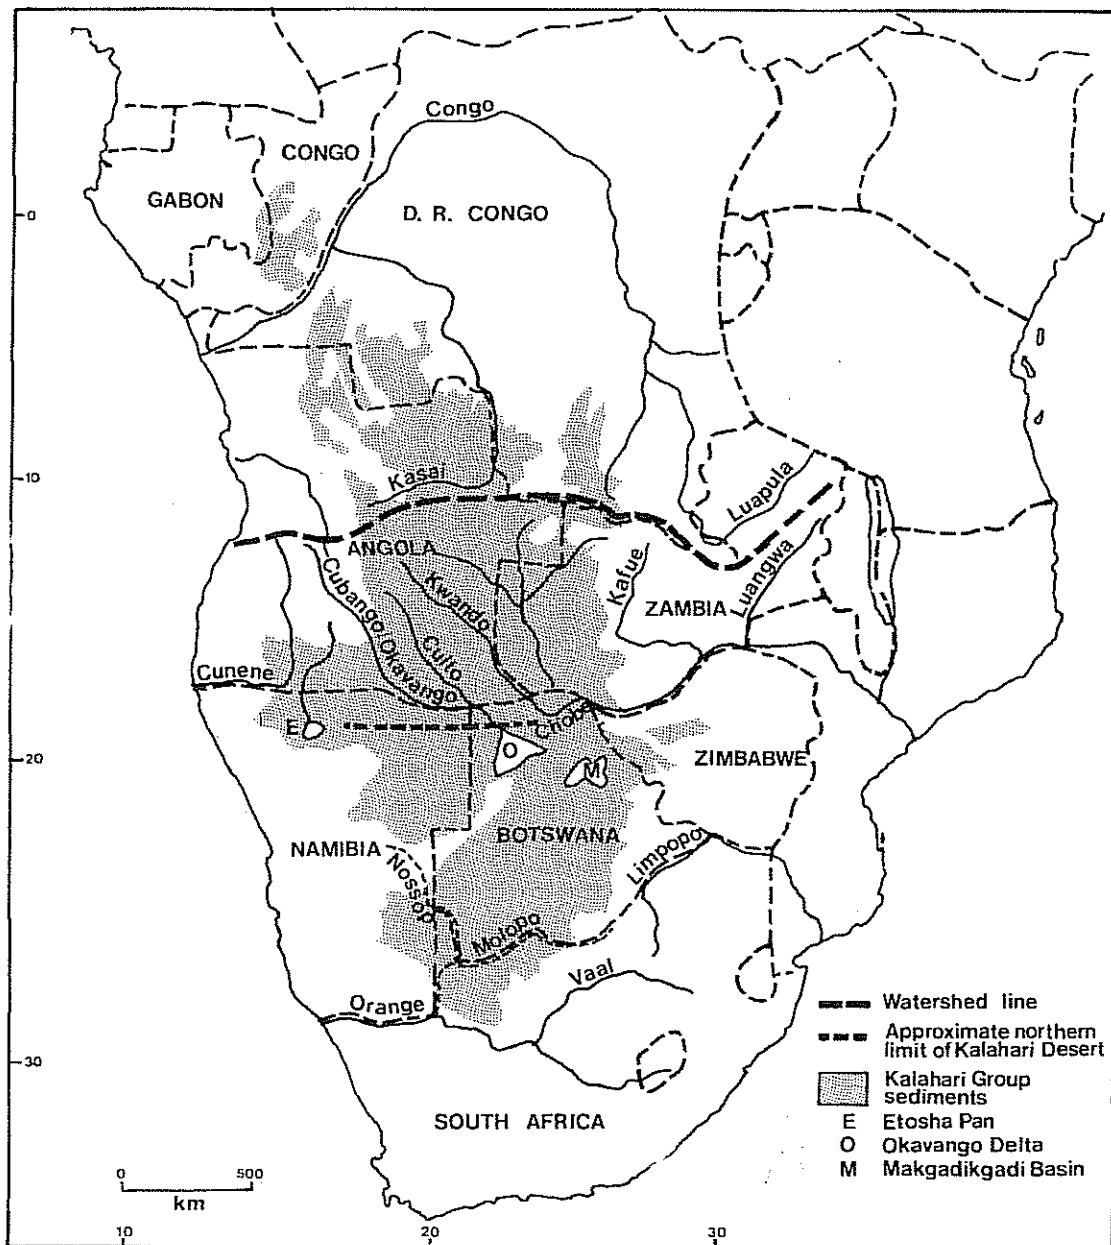 Congo
CONGO
GABON
D. R. CONGO
0
10
Kasai
Luapula
ANGOLA
Kafue
Luangwa
ZAMBIA
Cubango/Okavango
Kwando
Cuito
Cunene
E
Chobe
O
M
ZIMBABWE
20
NAMIBIA
BOTSWANA
Nossop
Limpopo
Molopo
Vaal
Orange
30
SOUTH AFRICA
Watershed line
Approximate northern
limit of Kalahari Desert
Kalahari Group
sediments
E Etosha Pan
O Okavango Delta
M Makgadikgadi Basin
0 500
km
10 20 30